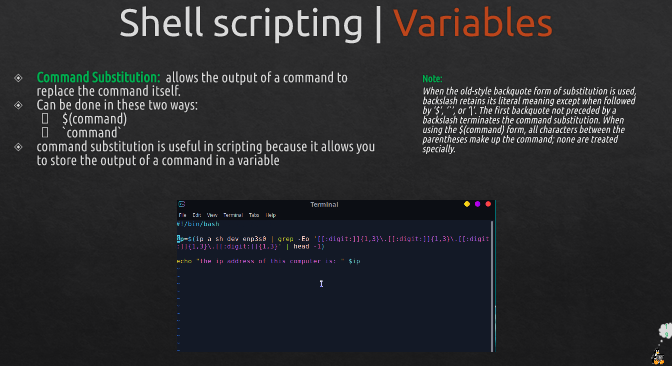 Shell scripting | Variables
Command Substitution: allows the output of a command to
replace the command itself.
Can be done in these two ways:
$(command)
`command`
command substitution is useful in scripting because it allows you
to store the output of a command in a variable
Note:
When the old-style backquote form of substitution is used,
backslash retains its literal meaning except when followed
by '$', '`', or '\'. The first backquote not preceded by a
backslash terminates the command substitution. When
using the $(command) form, all characters between the
parentheses make up the command; none are treated
specially.
Terminal
File Edit View Terminal Tabs Help
#!/bin/bash
ip=$(ip a sh dev enp3s0 | grep -Eo '[[:digit:]]{1,3}\.[[:digit:]]{1,3}\.[[:digit
:]]{1,3}\.[[:digit:]]{1,3}' | head -1)
echo "The ip address of this computer is: " $ip